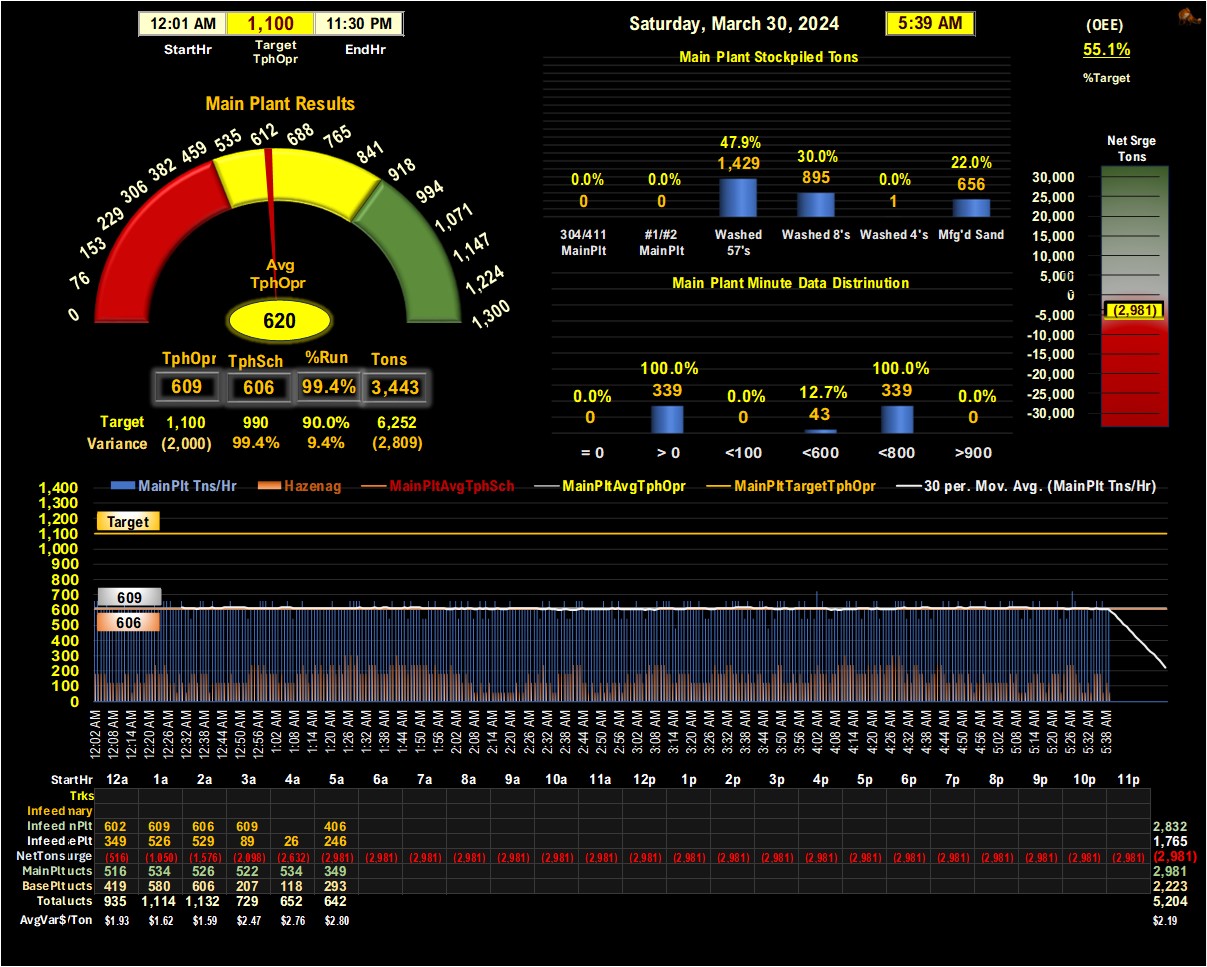 12:01 AM 1,100 11:30 PM
StartHr Target TphOpr EndHr
Saturday, March 30, 2024 5:39 AM
(OEE)
55.1%
%Target
Main Plant Stockpiled Tons
47.9%
1,429
30.0%
895
22.0%
656
0.0% 0.0% 0.0%
0 0 1
304/411 MainPlt #1/#2 MainPlt Washed 57's Washed 8's Washed 4's Mfg'd Sand
Main Plant Results
0 76 153 229 306 382 459 535 612 688 765 841 918 994 1,071 1,147 1,224 1,300
Avg
TphOpr
620
TphOpr TphSch %Run Tons
609 606 99.4% 3,443
Target 1,100 990 90.0% 6,252
Variance (2,000) 99.4% 9.4% (2,809)
Main Plant Minute Data Distrinution
0.0% 100.0% 0.0% 12.7% 100.0% 0.0%
0 339 0 43 339 0
= 0 > 0 <100 <600 <800 >900
Net Srge
Tons
30,000
25,000
20,000
15,000
10,000
5,000
0
-5,000
(2,981)
-10,000
-15,000
-20,000
-25,000
-30,000
MainPlt Tns/Hr Hazenag MainPltAvgTphSch MainPltAvgTphOpr MainPltTargetTphOpr 30 per. Mov. Avg. (MainPlt Tns/Hr)
1,400
1,300
1,200
1,100
1,000
900
800
700
600
500
400
300
200
100
0
Target
609
606
12:02 AM 12:08 AM 12:14 AM 12:20 AM 12:26 AM 12:32 AM 12:38 AM 12:44 AM 12:50 AM 12:56 AM 1:02 AM 1:08 AM 1:14 AM 1:20 AM 1:26 AM 1:32 AM 1:38 AM 1:44 AM 1:50 AM 1:56 AM 2:02 AM 2:08 AM 2:14 AM 2:20 AM 2:26 AM 2:32 AM 2:38 AM 2:44 AM 2:50 AM 2:56 AM 3:02 AM 3:08 AM 3:14 AM 3:20 AM 3:26 AM 3:32 AM 3:38 AM 3:44 AM 3:50 AM 3:56 AM 4:02 AM 4:08 AM 4:14 AM 4:20 AM 4:26 AM 4:32 AM 4:38 AM 4:44 AM 4:50 AM 4:56 AM 5:02 AM 5:08 AM 5:14 AM 5:20 AM 5:26 AM 5:32 AM 5:38 AM
StartHr 12a 1a 2a 3a 4a 5a 6a 7a 8a 9a 10a 11a 12p 1p 2p 3p 4p 5p 6p 7p 8p 9p 10p 11p
Trks
Infeed nary
Infeed nPlt 602 609 606 609 406 2,832
Infeed ePlt 349 526 529 89 26 246 1,765
NetTons urge (516) (1,050) (1,576) (2,098) (2,632) (2,981) (2,981) (2,981) (2,981) (2,981) (2,981) (2,981) (2,981) (2,981) (2,981) (2,981) (2,981) (2,981) (2,981) (2,981) (2,981) (2,981) (2,981) (2,981) (2,981)
MainPlt ucts 516 534 526 522 534 349 2,981
BasePlt ucts 419 580 606 207 118 293 2,223
Total ucts 935 1,114 1,132 729 652 642 5,204
AvgVar$/Ton $1.93 $1.62 $1.59 $2.47 $2.76 $2.80 $2.19